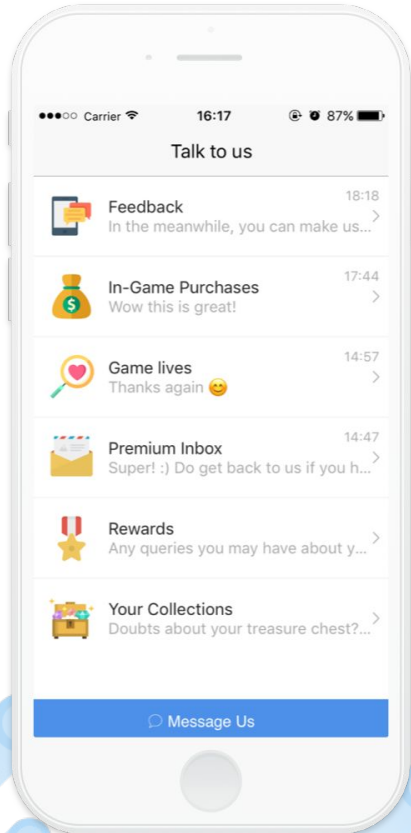 ●●●○○ Carrier 16:17 87%
Talk to us
18:18
Feedback
In the meanwhile, you can make us...
17:44
In-Game Purchases
Wow this is great!
14:57
Game lives
Thanks again 😊
14:47
Premium Inbox
Super! :) Do get back to us if you h...
Rewards
Any queries you may have about y...
Your Collections
Doubts about your treasure chest?...
Message Us